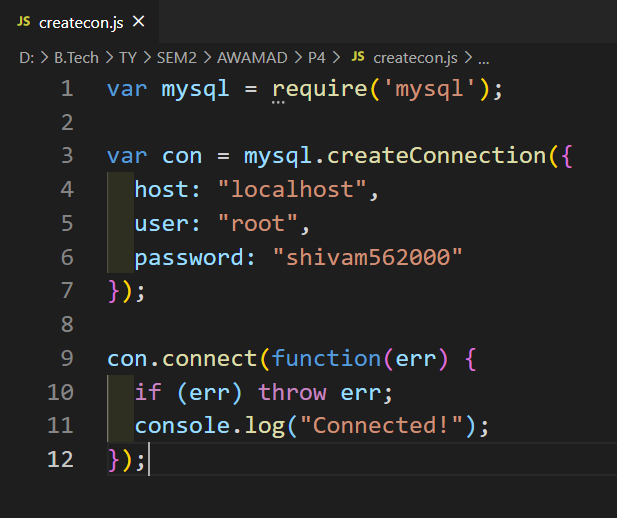 JS createcon.js ×
D: > B.Tech > TY > SEM2 > AWAMAD > P4 > JS createcon.js > ...
1 var mysql = require('mysql');
2
3 var con = mysql.createConnection({
4   host: "localhost",
5   user: "root",
6   password: "shivam562000"
7 });
8
9 con.connect(function(err) {
10   if (err) throw err;
11   console.log("Connected!");
12 });